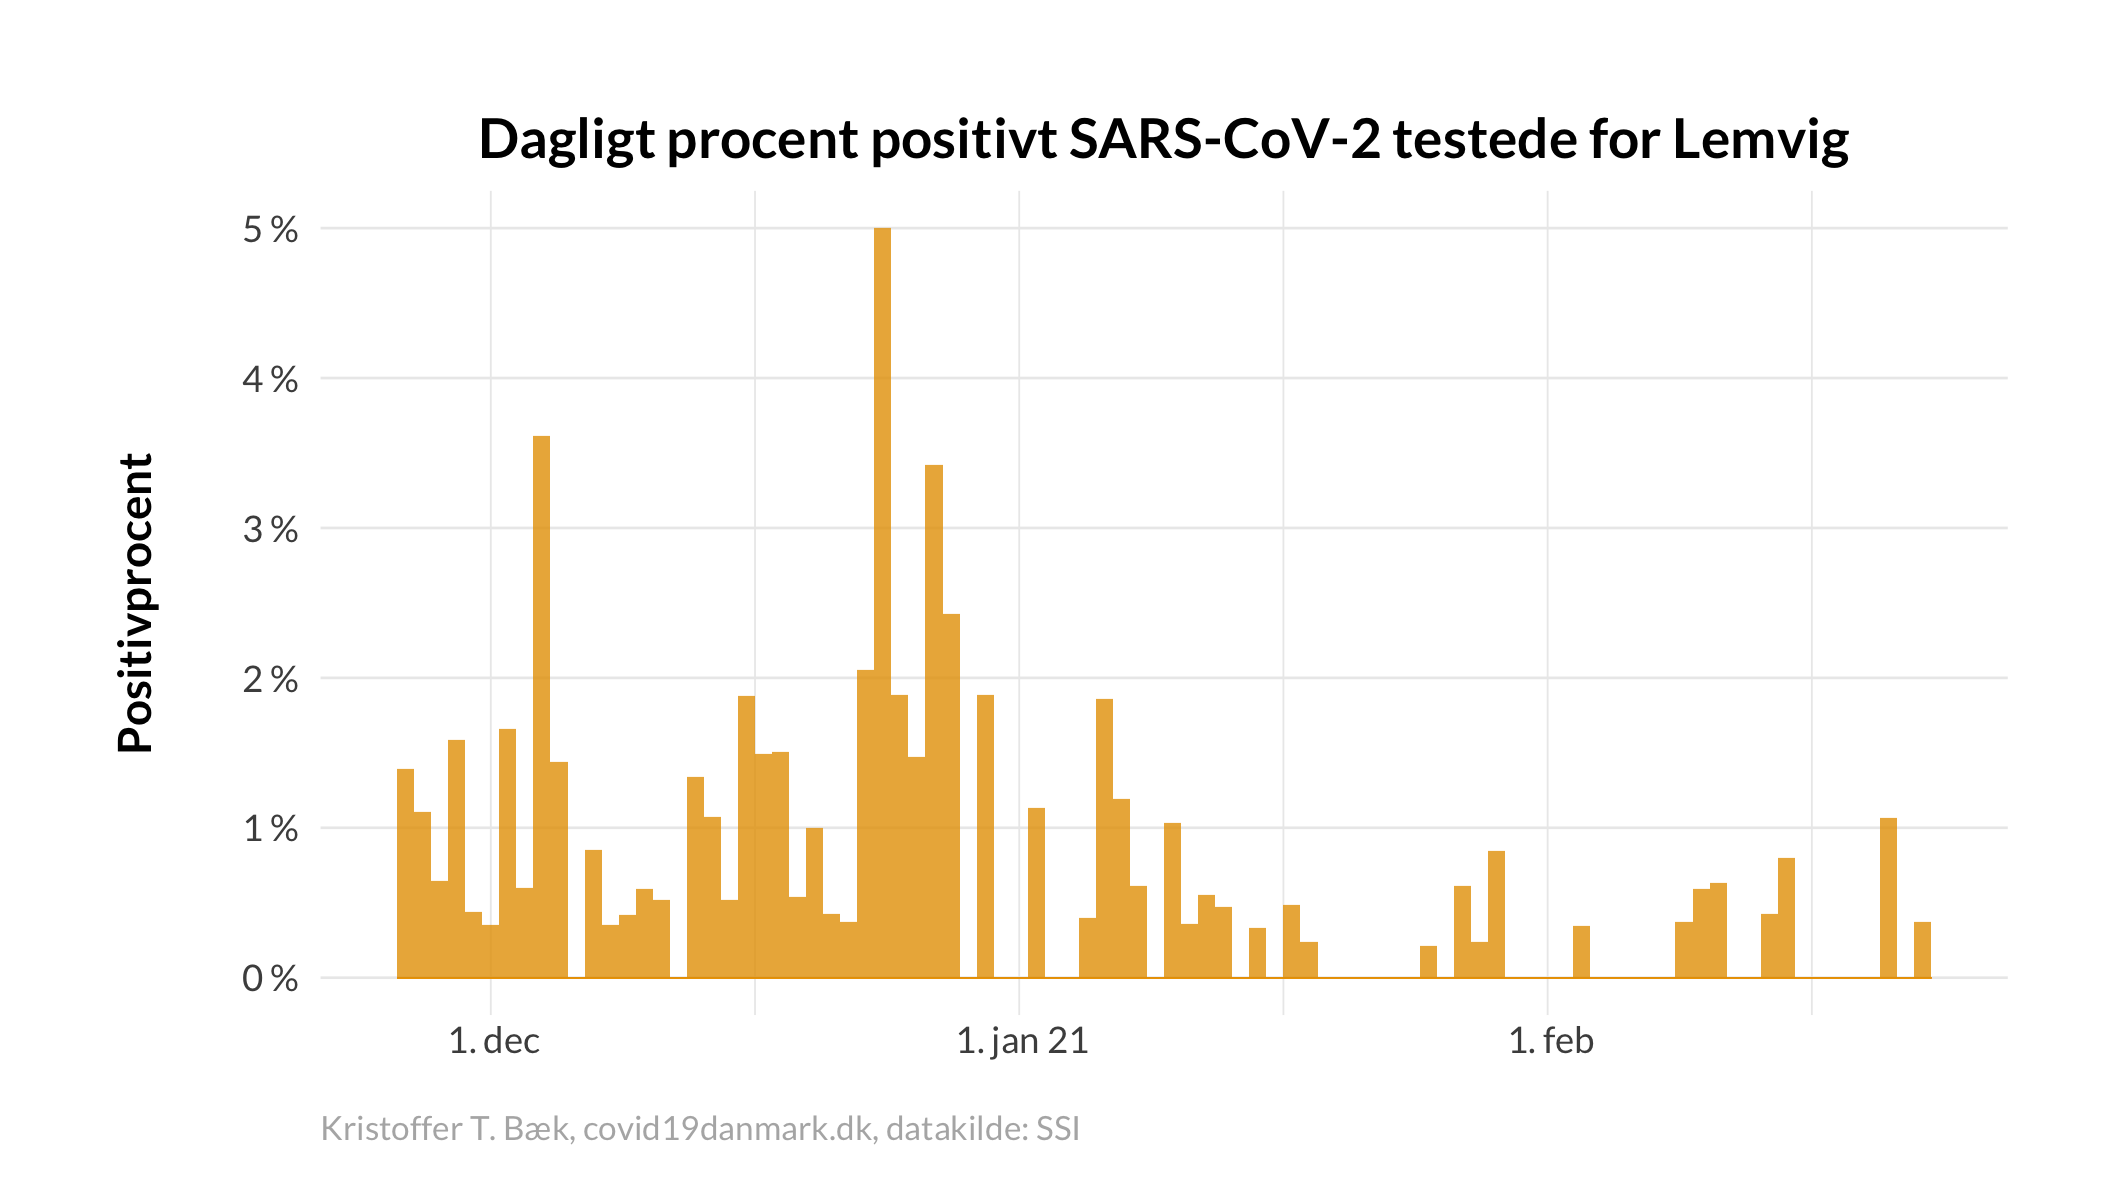 Dagligt procent positivt SARS-CoV-2 testede for Lemvig
Positivprocent
5 %
4 %
3 %
2 %
1 %
0 %
1. dec
1. jan 21
1. feb
Kristoffer T. Bæk, covid19danmark.dk, datakilde: SSI